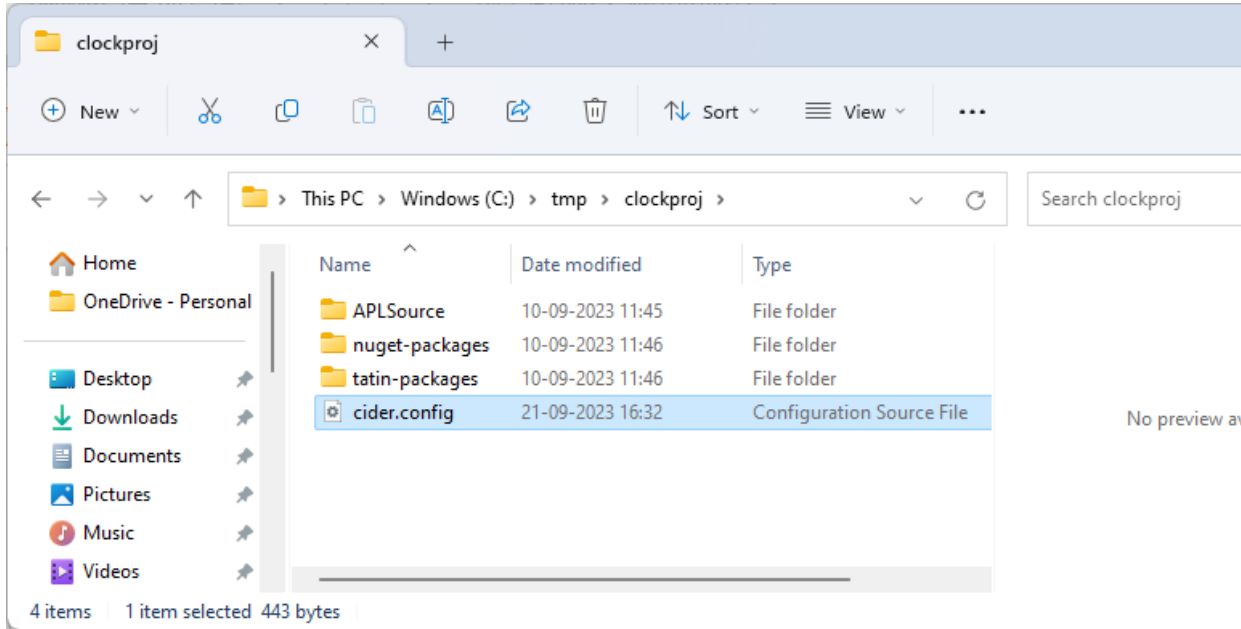 clockproj
New
Sort
View
This PC > Windows (C:) > tmp > clockproj >
Search clockproj
Home
OneDrive - Personal
Desktop
Downloads
Documents
Pictures
Music
Videos
Name Date modified Type
APLSource 10-09-2023 11:45 File folder
nuget-packages 10-09-2023 11:46 File folder
tatin-packages 10-09-2023 11:46 File folder
cider.config 21-09-2023 16:32 Configuration Source File
No preview
4 items 1 item selected 443 bytes